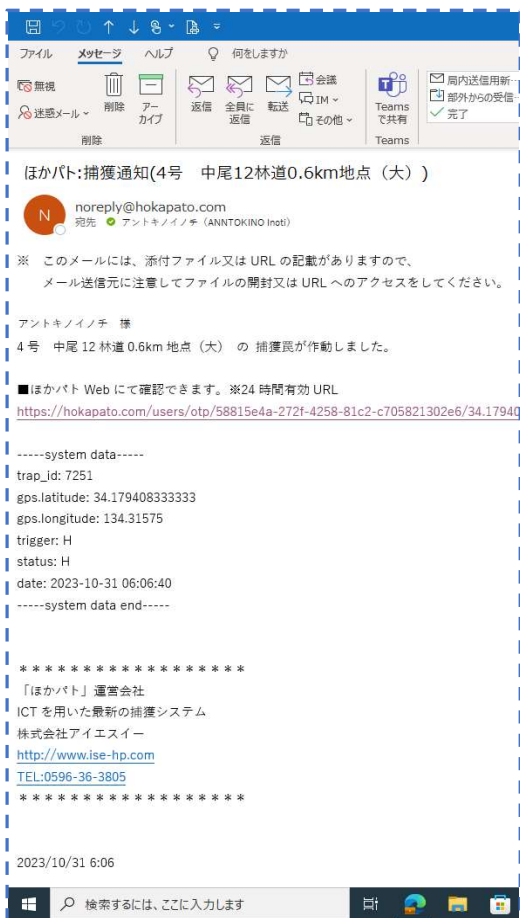 ファイル メッセージ ヘルプ 何をしますか
無視
迷惑メール
削除
アーカイブ
削除
返信
全員に返信
転送
会議
IM
その他
返信
Teamsで共有
Teams
局内送信用新…
部外からの受信…
完了
ほかパト:捕獲通知(4号 中尾12林道0.6km地点（大）)
N
noreply@hokapato.com
宛先 アントキノイノチ（ANNTOKINO Inoti）
※ このメールには、添付ファイル又は URL の記載がありますので、
メール送信元に注意してファイルの開封又は URL へのアクセスをしてください。
アントキノイノチ 様
4 号 中尾 12 林道 0.6km 地点（大） の 捕獲罠が作動しました。
■ほかパト Web にて確認できます。※24 時間有効 URL
https://hokapato.com/users/otp/58815e4a-272f-4258-81c2-c705821302e6/34.17940
-----system data-----
trap_id: 7251
gps.latitude: 34.179408333333
gps.longitude: 134.31575
trigger: H
status: H
date: 2023-10-31 06:06:40
-----system data end-----
＊＊＊＊＊＊＊＊＊＊＊＊＊＊＊＊＊＊
「ほかパト」運営会社
ICT を用いた最新の捕獲システム
株式会社アイエスイー
http://www.ise-hp.com
TEL:0596-36-3805
＊＊＊＊＊＊＊＊＊＊＊＊＊＊＊＊＊＊
2023/10/31 6:06
検索するには、ここに入力します